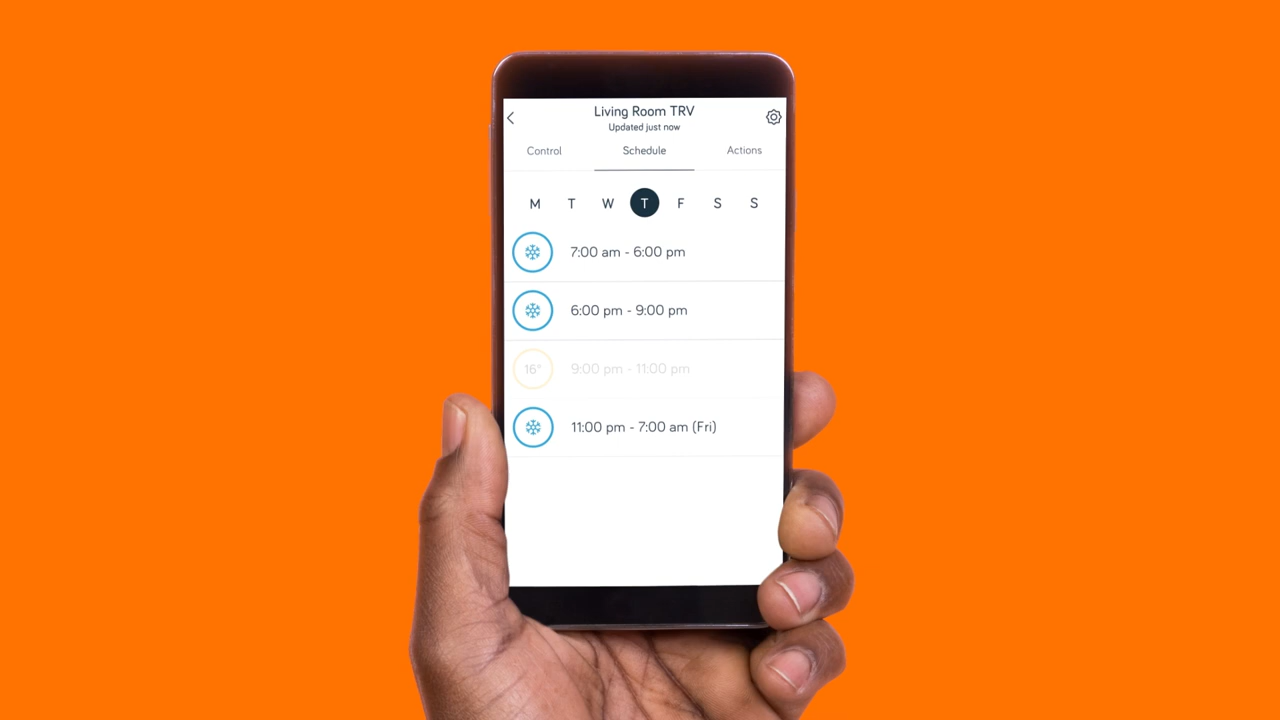 Living Room TRV
Updated just now
Control Schedule Actions
M T W T F S S
7:00 am - 6:00 pm
6:00 pm - 9:00 pm
16° 9:00 pm - 11:00 pm
11:00 pm - 7:00 am (Fri)